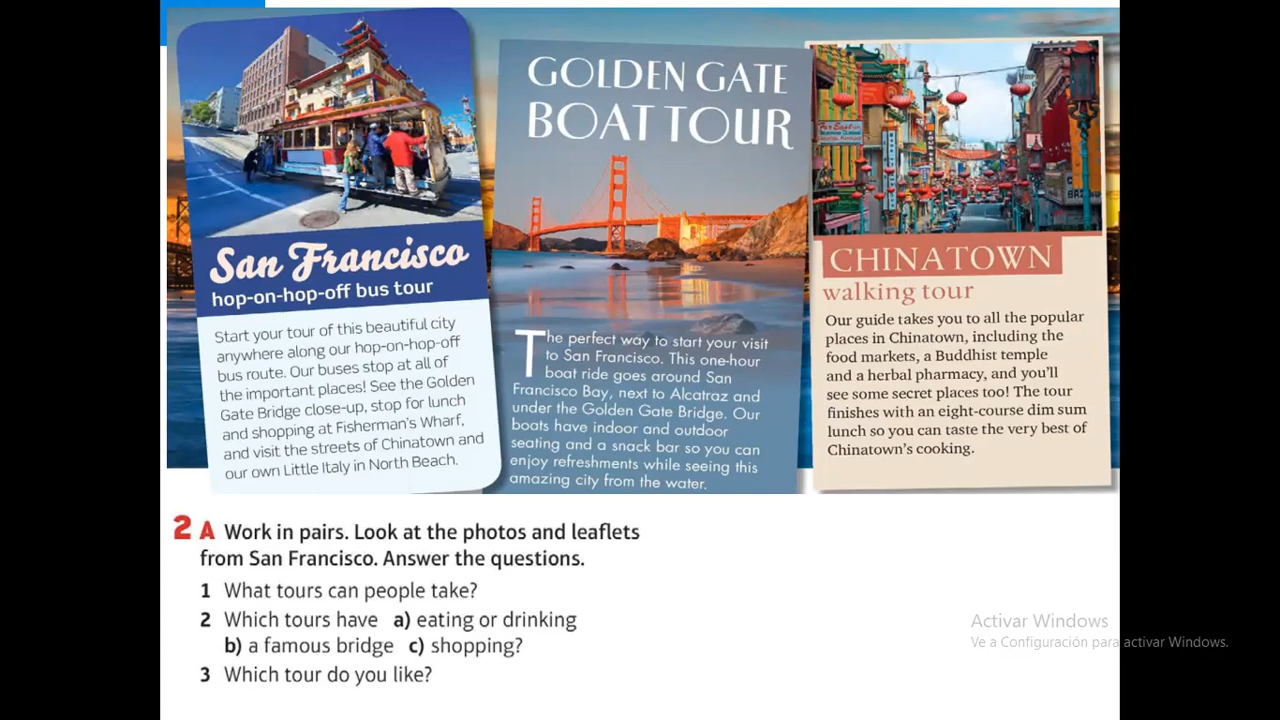 San Francisco
hop-on-hop-off bus tour
Start your tour of this beautiful city
anywhere along our hop-on-hop-off
bus route. Our buses stop at all of
the important places! See the Golden
Gate Bridge close-up, stop for lunch
and shopping at Fisherman's Wharf,
and visit the streets of Chinatown and
our own Little Italy in North Beach.
GOLDEN GATE
BOAT TOUR
The perfect way to start your visit
to San Francisco. This one-hour
boat ride goes around San
Francisco Bay, next to Alcatraz and
under the Golden Gate Bridge. Our
boats have indoor and outdoor
seating and a snack bar so you can
enjoy refreshments while seeing this
amazing city from the water.
Far East
CHINATOWN
walking tour
Our guide takes you to all the popular
places in Chinatown, including the
food markets, a Buddhist temple
and a herbal pharmacy, and you'll
see some secret places too! The tour
finishes with an eight-course dim sum
lunch so you can taste the very best of
Chinatown's cooking.
2 A Work in pairs. Look at the photos and leaflets
from San Francisco. Answer the questions.
1 What tours can people take?
2 Which tours have a) eating or drinking
b) a famous bridge c) shopping?
3 Which tour do you like?
Activar Windows
Ve a Configuración para activar Windows.